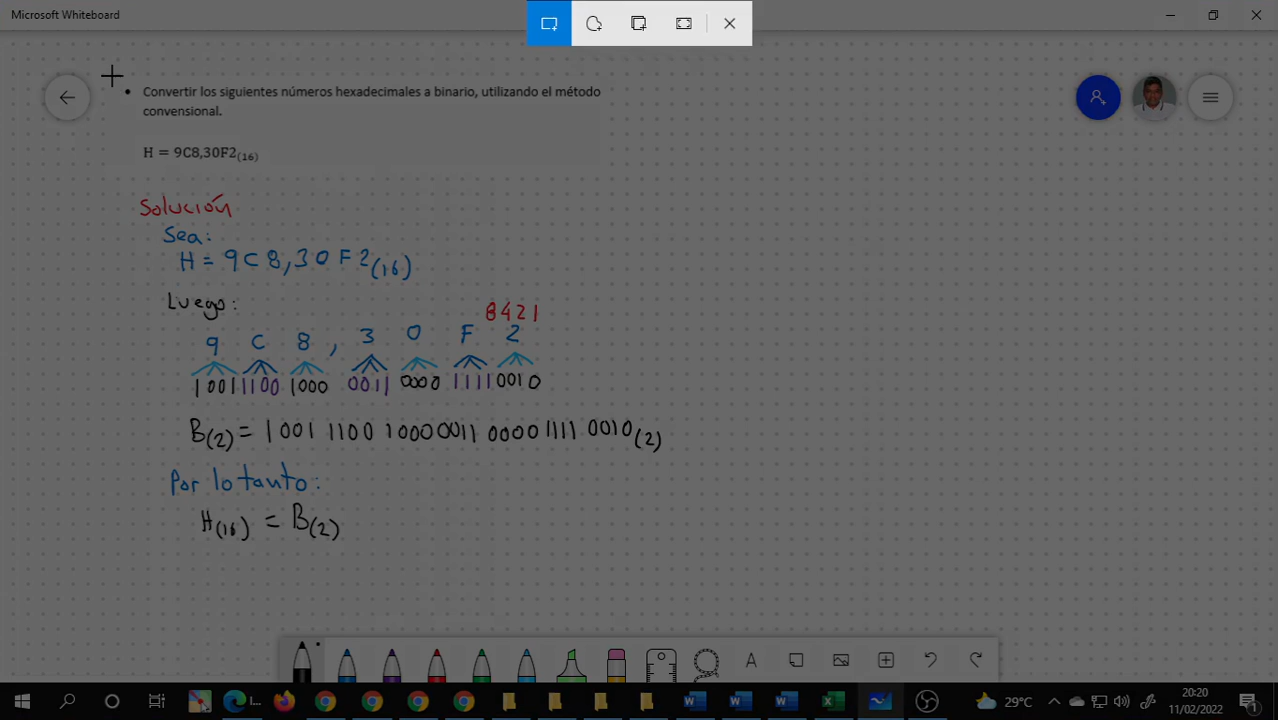 Microsoft Whiteboard
• Convertir los siguientes números hexadecimales a binario, utilizando el método
convensional.
H = 9C8,30F2(16)
Solución
Sea:
H = 9C8,30F2(16)
Luego:
8421
9 C 8 , 3 0 F 2
1001 1100 1000 0011 0000 1111 0010
B(2) = 1001 1100 1000 0011 0000 1111 0010(2)
Por lo tanto:
H(16) = B(2)
A
29°C
20:20
11/02/2022